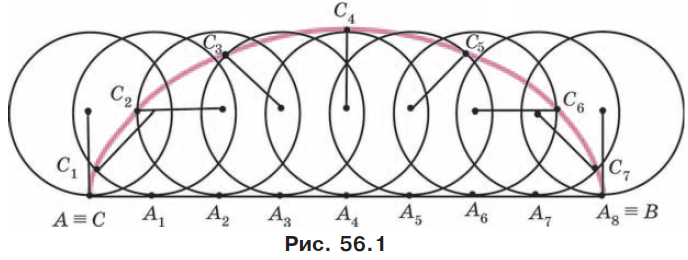 C₄
C₃ C₅
C₂ C₆
C₁ C₇
A ≡ C A₁ A₂ A₃ A₄ A₅ A₆ A₇ A₈ ≡ B
Рис. 56.1